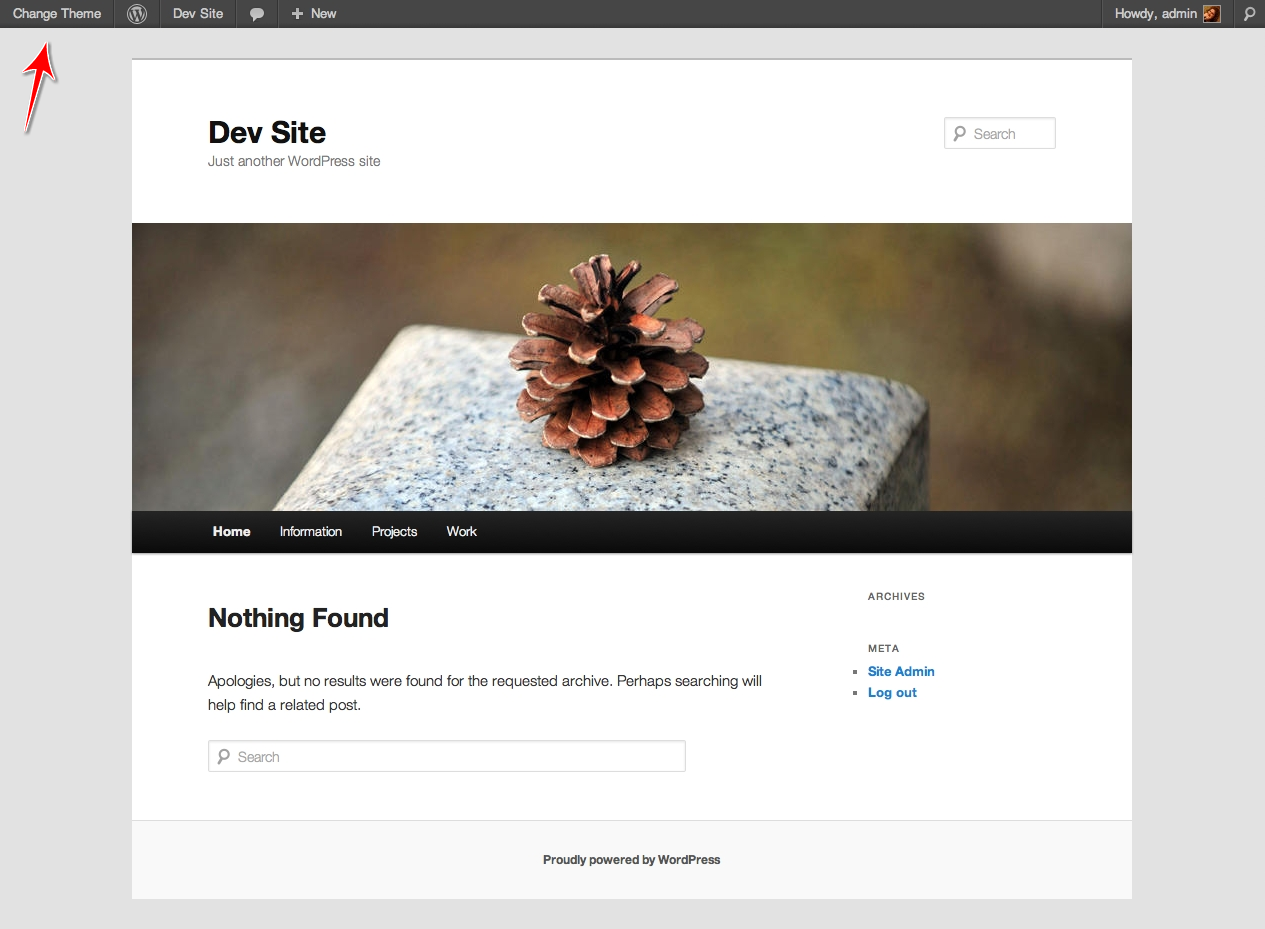 Change Theme Dev Site New Howdy, admin
Dev Site
Search
Just another WordPress site
Home Information Projects Work
Nothing Found
Apologies, but no results were found for the requested archive. Perhaps searching will
help find a related post.
Search
ARCHIVES
META
Site Admin
Log out
Proudly powered by WordPress